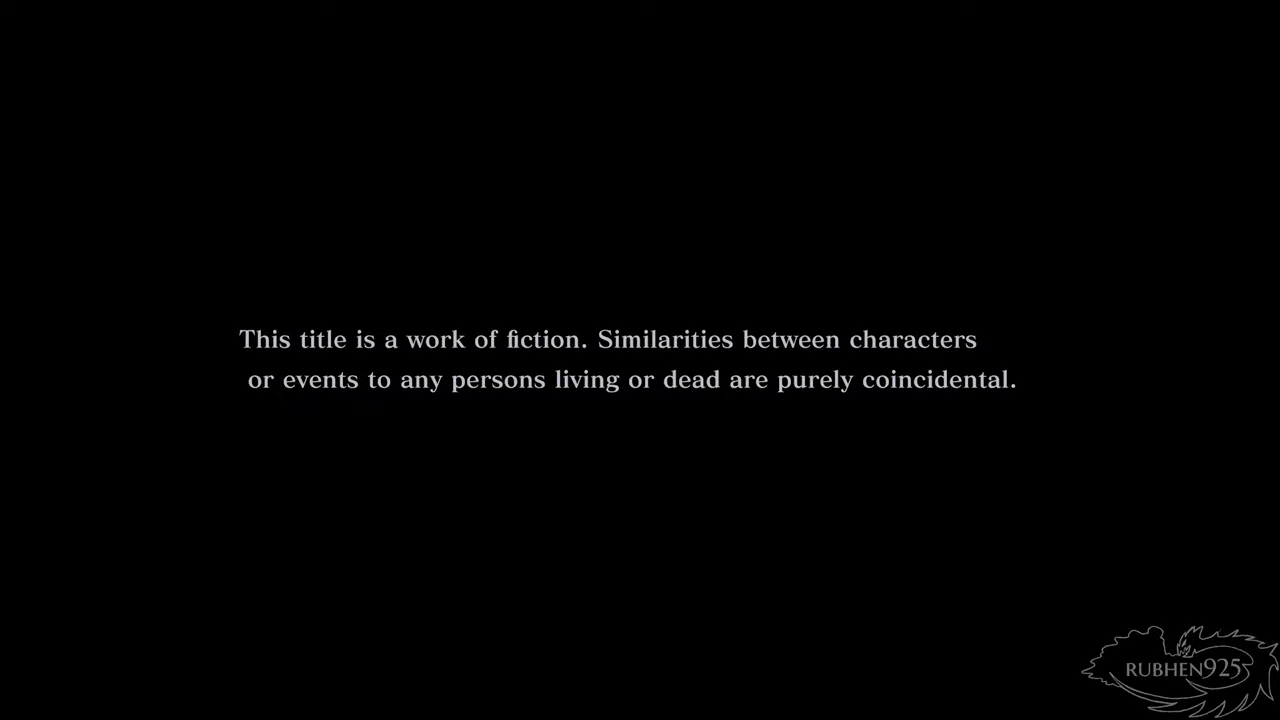 This title is a work of fiction. Similarities between characters
or events to any persons living or dead are purely coincidental.
RUBHEN925